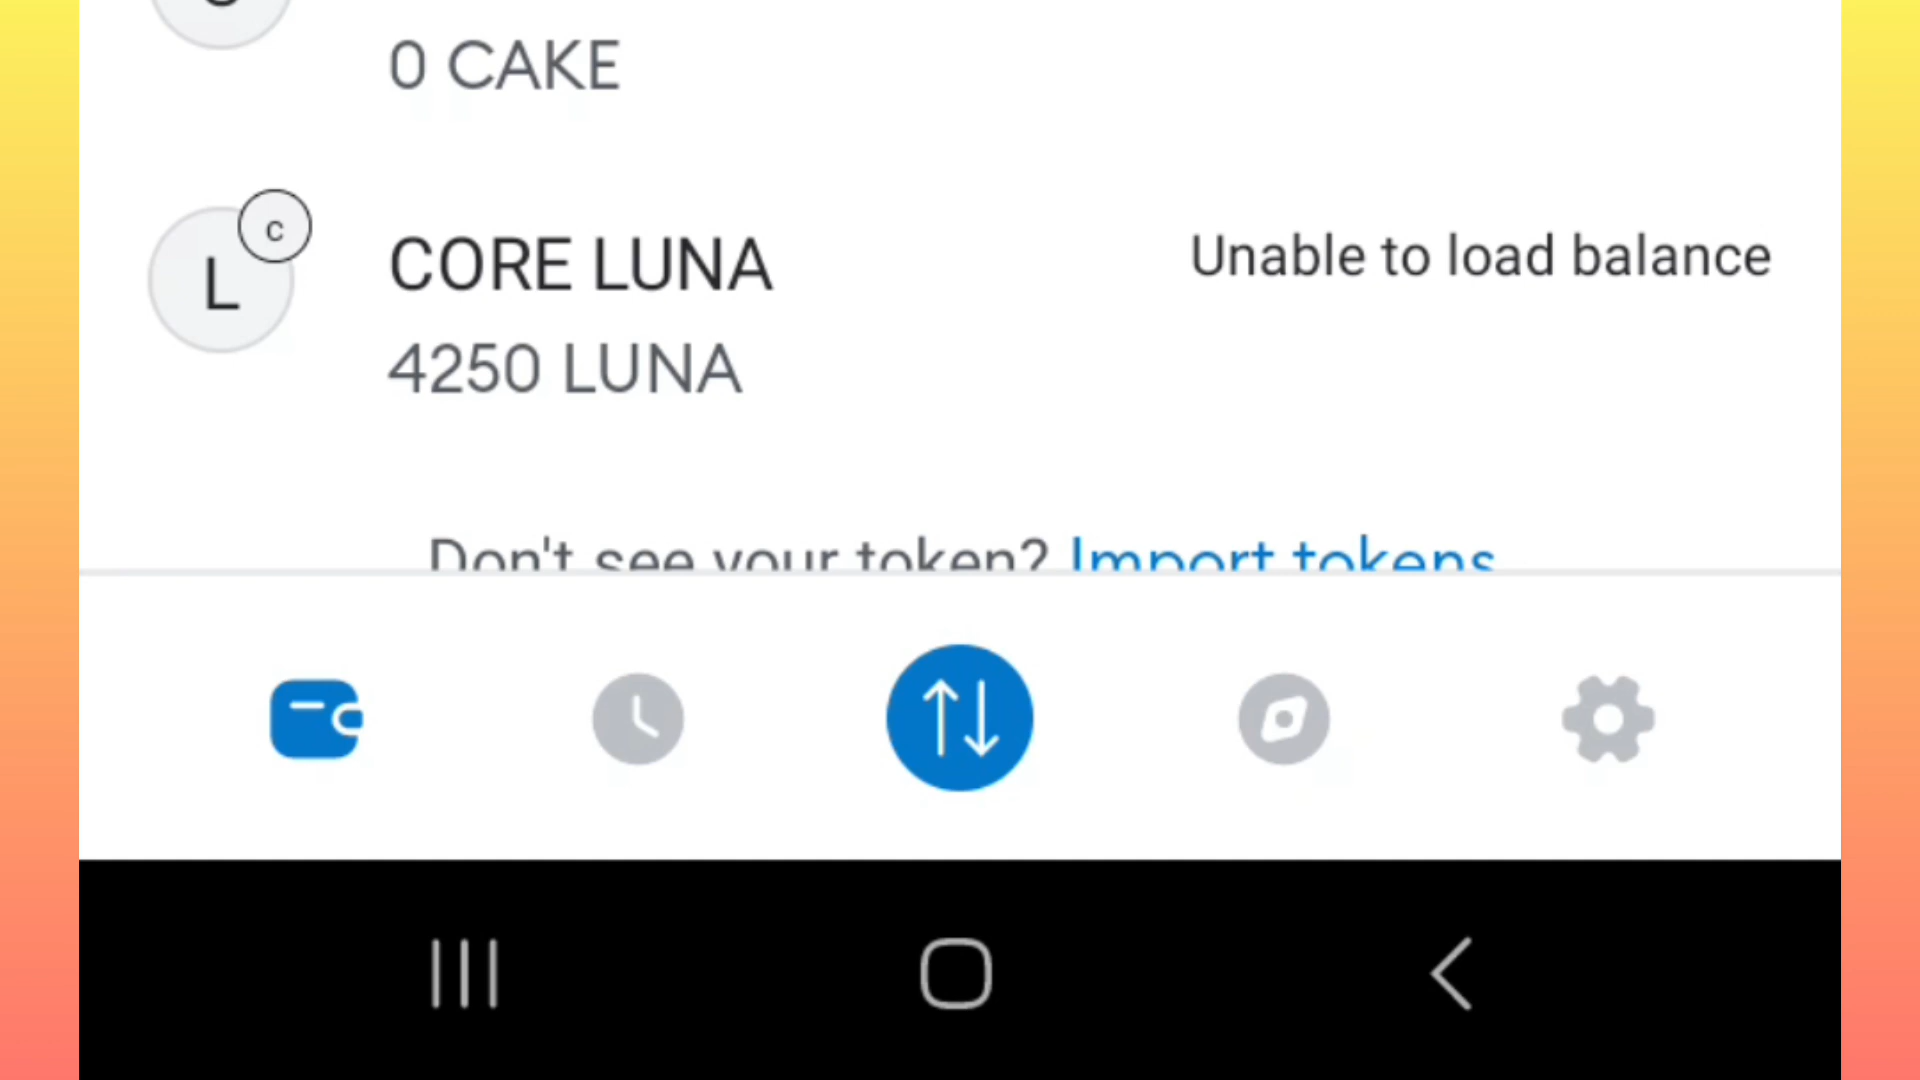 0 CAKE
C
L
CORE LUNA
Unable to load balance
4250 LUNA
Don't see your token? Import tokens